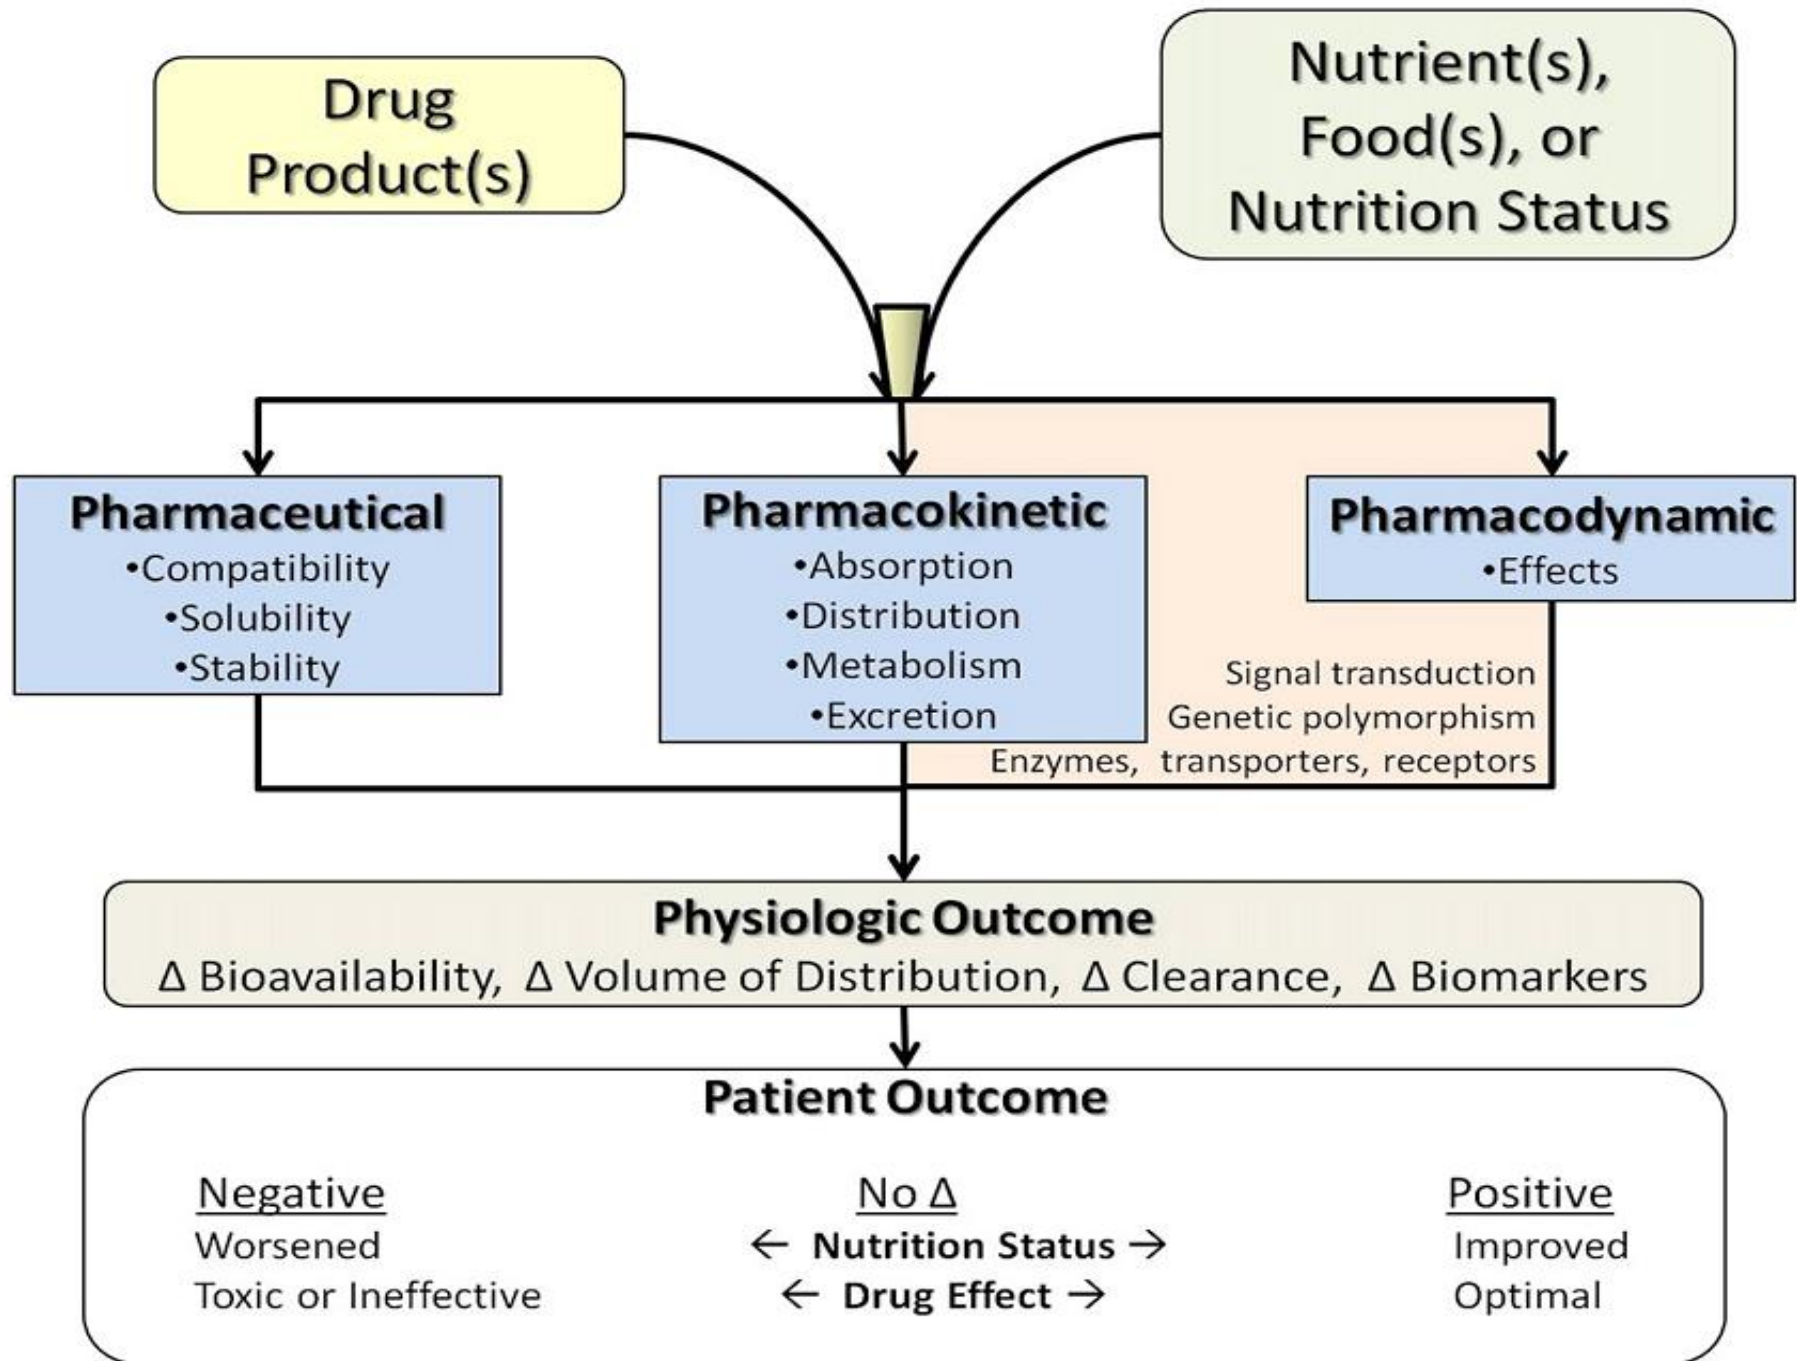 Drug
Product(s)
Nutrient(s),
Food(s), or
Nutrition Status
Pharmaceutical
•Compatibility
•Solubility
•Stability
Pharmacokinetic
•Absorption
•Distribution
•Metabolism
•Excretion
Pharmacodynamic
•Effects
Signal transduction
Genetic polymorphism
Enzymes, transporters, receptors
Physiologic Outcome
Δ Bioavailability, Δ Volume of Distribution, Δ Clearance, Δ Biomarkers
Patient Outcome
Negative No Δ Positive
Worsened ← Nutrition Status → Improved
Toxic or Ineffective ← Drug Effect → Optimal